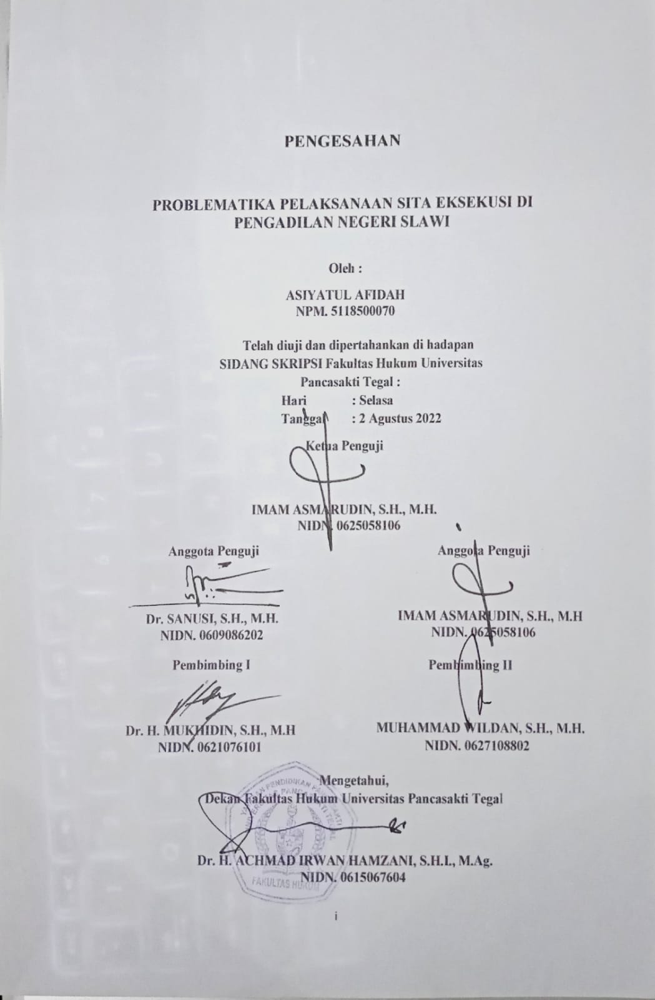 PENGESAHAN
PROBLEMATIKA PELAKSANAAN SITA EKSEKUSI DI
PENGADILAN NEGERI SLAWI
Oleh :
ASIYATUL AFIDAH
NPM. 5118500070
Telah diuji dan dipertahankan di hadapan
SIDANG SKRIPSI Fakultas Hukum Universitas
Pancasakti Tegal :
Hari : Selasa
Tanggal : 2 Agustus 2022
Ketua Penguji
IMAM ASMARUDIN, S.H., M.H.
NIDN. 0625058106
Anggota Penguji
Dr. SANUSI, S.H., M.H.
NIDN. 0609086202
Anggota Penguji
IMAM ASMARUDIN, S.H., M.H
NIDN. 0625058106
Pembimbing I
Dr. H. MUKHIDIN, S.H., M.H
NIDN. 0621076101
Pembimbing II
MUHAMMAD WILDAN, S.H., M.H.
NIDN. 0627108802
Mengetahui,
Dekan Fakultas Hukum Universitas Pancasakti Tegal
Dr. H. ACHMAD IRWAN HAMZANI, S.H.I., M.Ag.
NIDN. 0615067604
FAKULTAS HUKUM
i